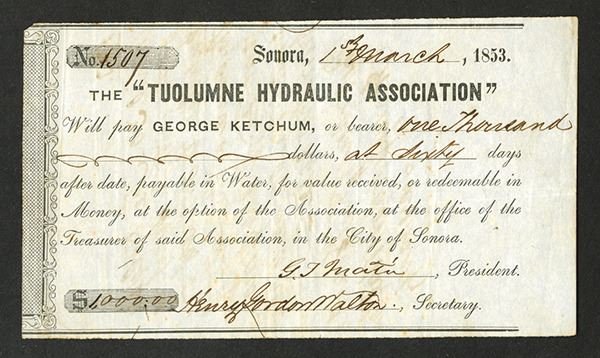 No. 1507 Sonora, 1st March, 1853.
THE "TUOLUMNE HYDRAULIC ASSOCIATION"
Will pay GEORGE KETCHUM, or bearer, One Thousand
dollars, at sixty days
after date, payable in Water, for value received, or redeemable in
Money, at the option of the Association, at the office of the
Treasurer of said Association, in the City of Sonora.
G. T. , President.
$1,000.00 Henry Gordon Walton., Secretary.